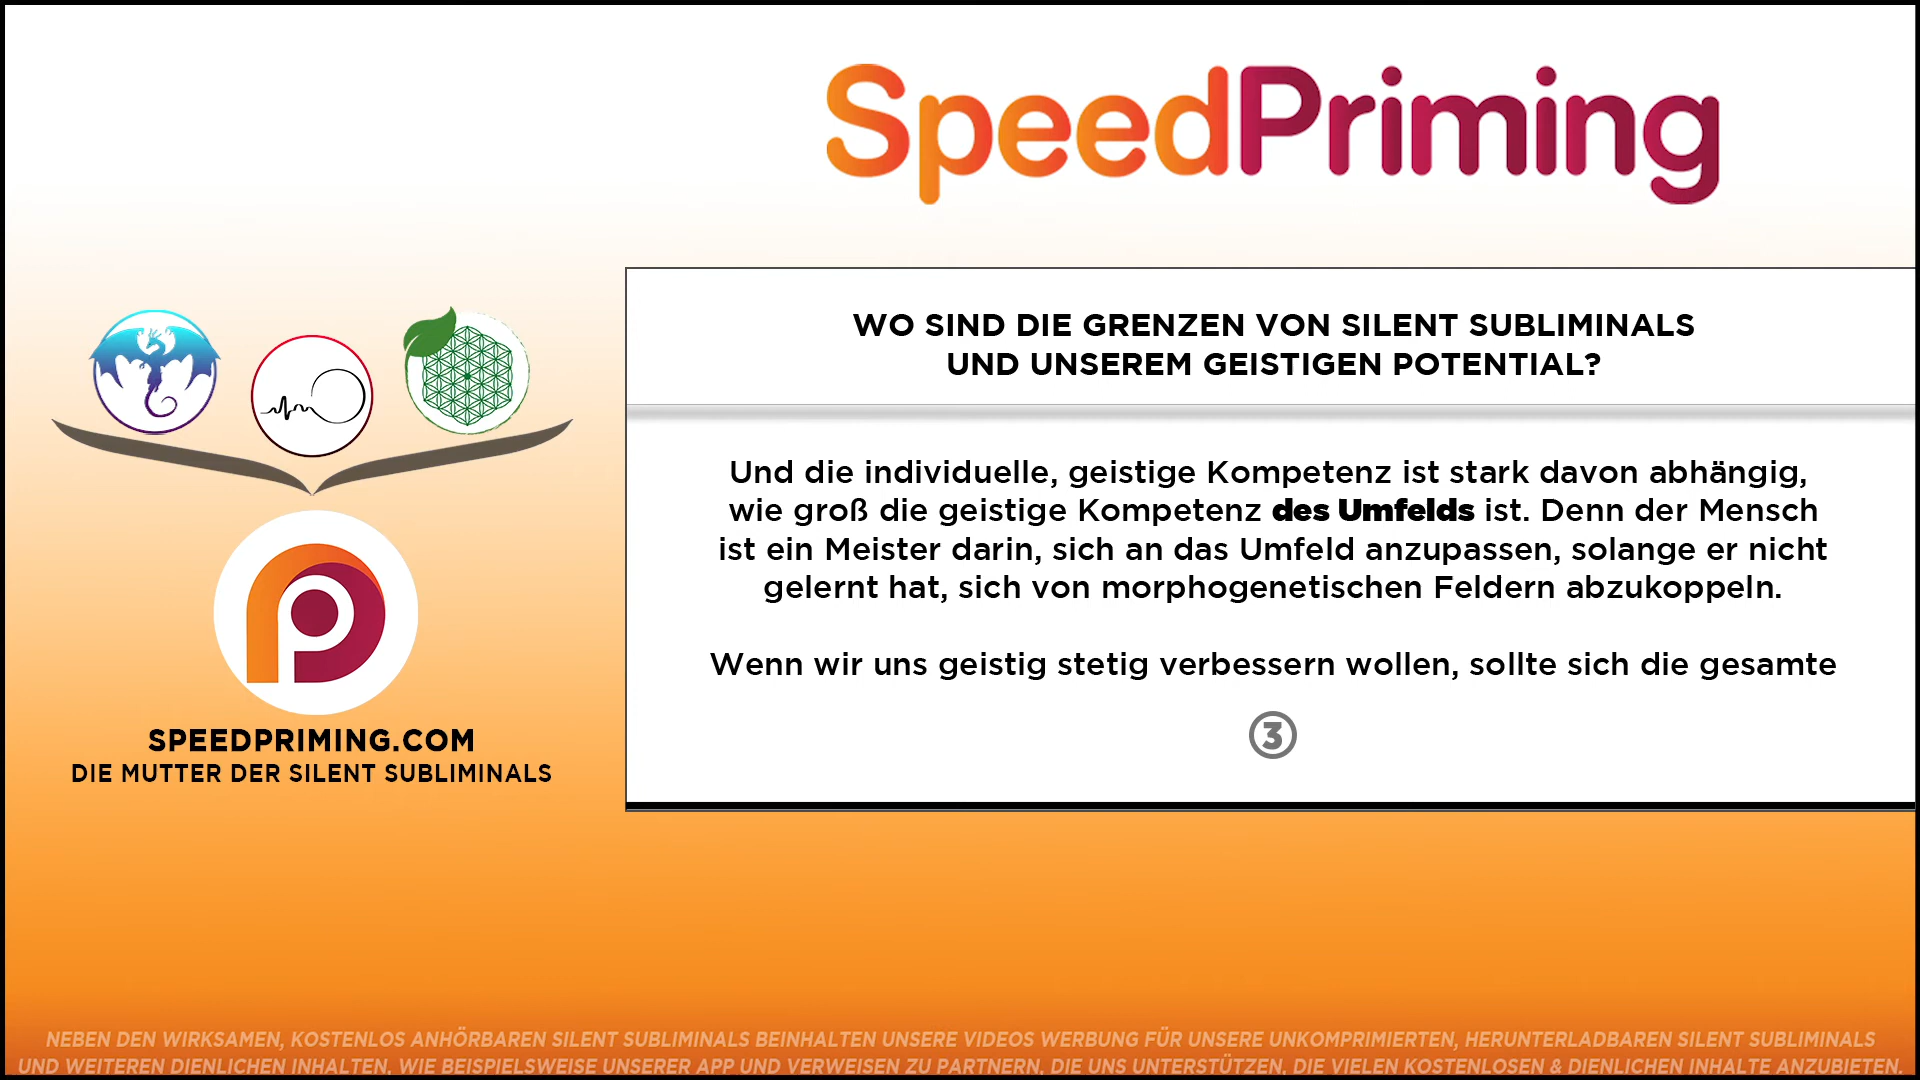 SpeedPriming
WO SIND DIE GRENZEN VON SILENT SUBLIMINALS
UND UNSEREM GEISTIGEN POTENTIAL?
Und die individuelle, geistige Kompetenz ist stark davon abhängig,
wie groß die geistige Kompetenz des Umfelds ist. Denn der Mensch
ist ein Meister darin, sich an das Umfeld anzupassen, solange er nicht
gelernt hat, sich von morphogenetischen Feldern abzukoppeln.
Wenn wir uns geistig stetig verbessern wollen, sollte sich die gesamte
3
SPEEDPRIMING.COM
DIE MUTTER DER SILENT SUBLIMINALS
NEBEN DEN WIRKSAMEN, KOSTENLOS ANHÖRBAREN SILENT SUBLIMINALS BEINHALTEN UNSERE VIDEOS WERBUNG FÜR UNSERE UNKOMPRIMIERTEN, HERUNTERLADBAREN SILENT SUBLIMINALS
UND WEITEREN DIENLICHEN INHALTEN, WIE BEISPIELSWEISE UNSERER APP UND VERWEISEN ZU PARTNERN, DIE UNS UNTERSTÜTZEN, DIE VIELEN KOSTENLOSEN & DIENLICHEN INHALTE ANZUBIETEN.